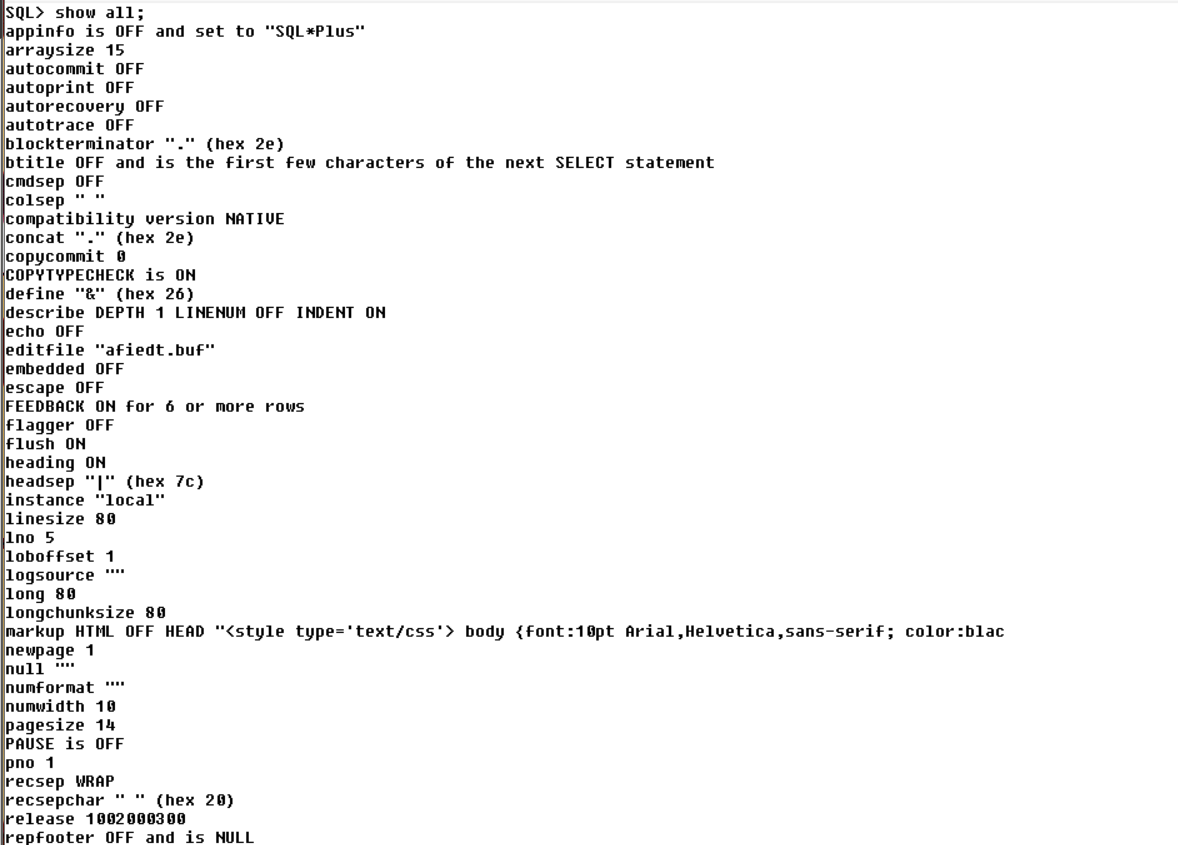 SQL> show all;
appinfo is OFF and set to "SQL*Plus"
arraysize 15
autocommit OFF
autoprint OFF
autorecovery OFF
autotrace OFF
blockterminator "." (hex 2e)
btitle OFF and is the first few characters of the next SELECT statement
cmdsep OFF
colsep " "
compatibility version NATIVE
concat "." (hex 2e)
copycommit 0
COPYTYPECHECK is ON
define "&" (hex 26)
describe DEPTH 1 LINENUM OFF INDENT ON
echo OFF
editfile "afiedt.buf"
embedded OFF
escape OFF
FEEDBACK ON for 6 or more rows
flagger OFF
flush ON
heading ON
headsep "|" (hex 7c)
instance "local"
linesize 80
lno 5
loboffset 1
logsource ""
long 80
longchunksize 80
markup HTML OFF HEAD "<style type='text/css'> body {font:10pt Arial,Helvetica,sans-serif; color:blac
newpage 1
null ""
numformat ""
numwidth 10
pagesize 14
PAUSE is OFF
pno 1
recsep WRAP
recsepchar " " (hex 20)
release 1002000300
repfooter OFF and is NULL